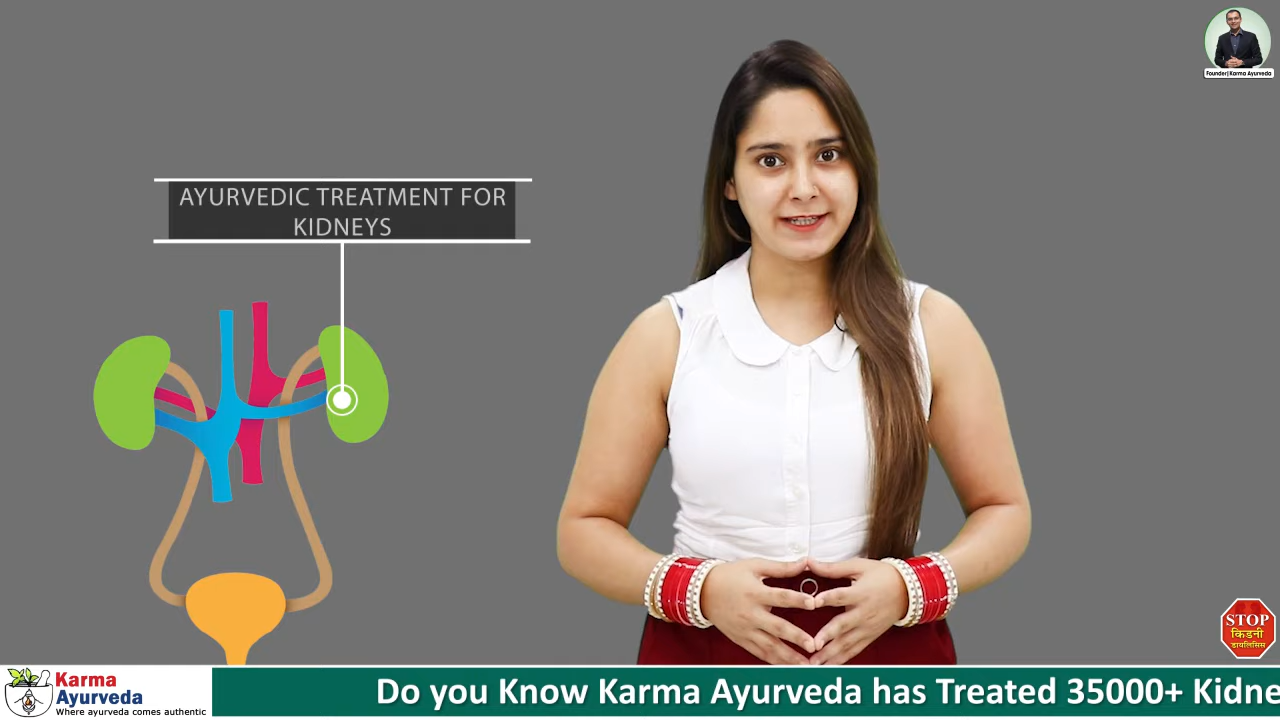 Founder|Karma Ayurveda
AYURVEDIC TREATMENT FOR
KIDNEYS
STOP
किडनी
डायलिसिस
Karma
Ayurveda
Where ayurveda comes authentic
Do you Know Karma Ayurveda has Treated 35000+ Kidne